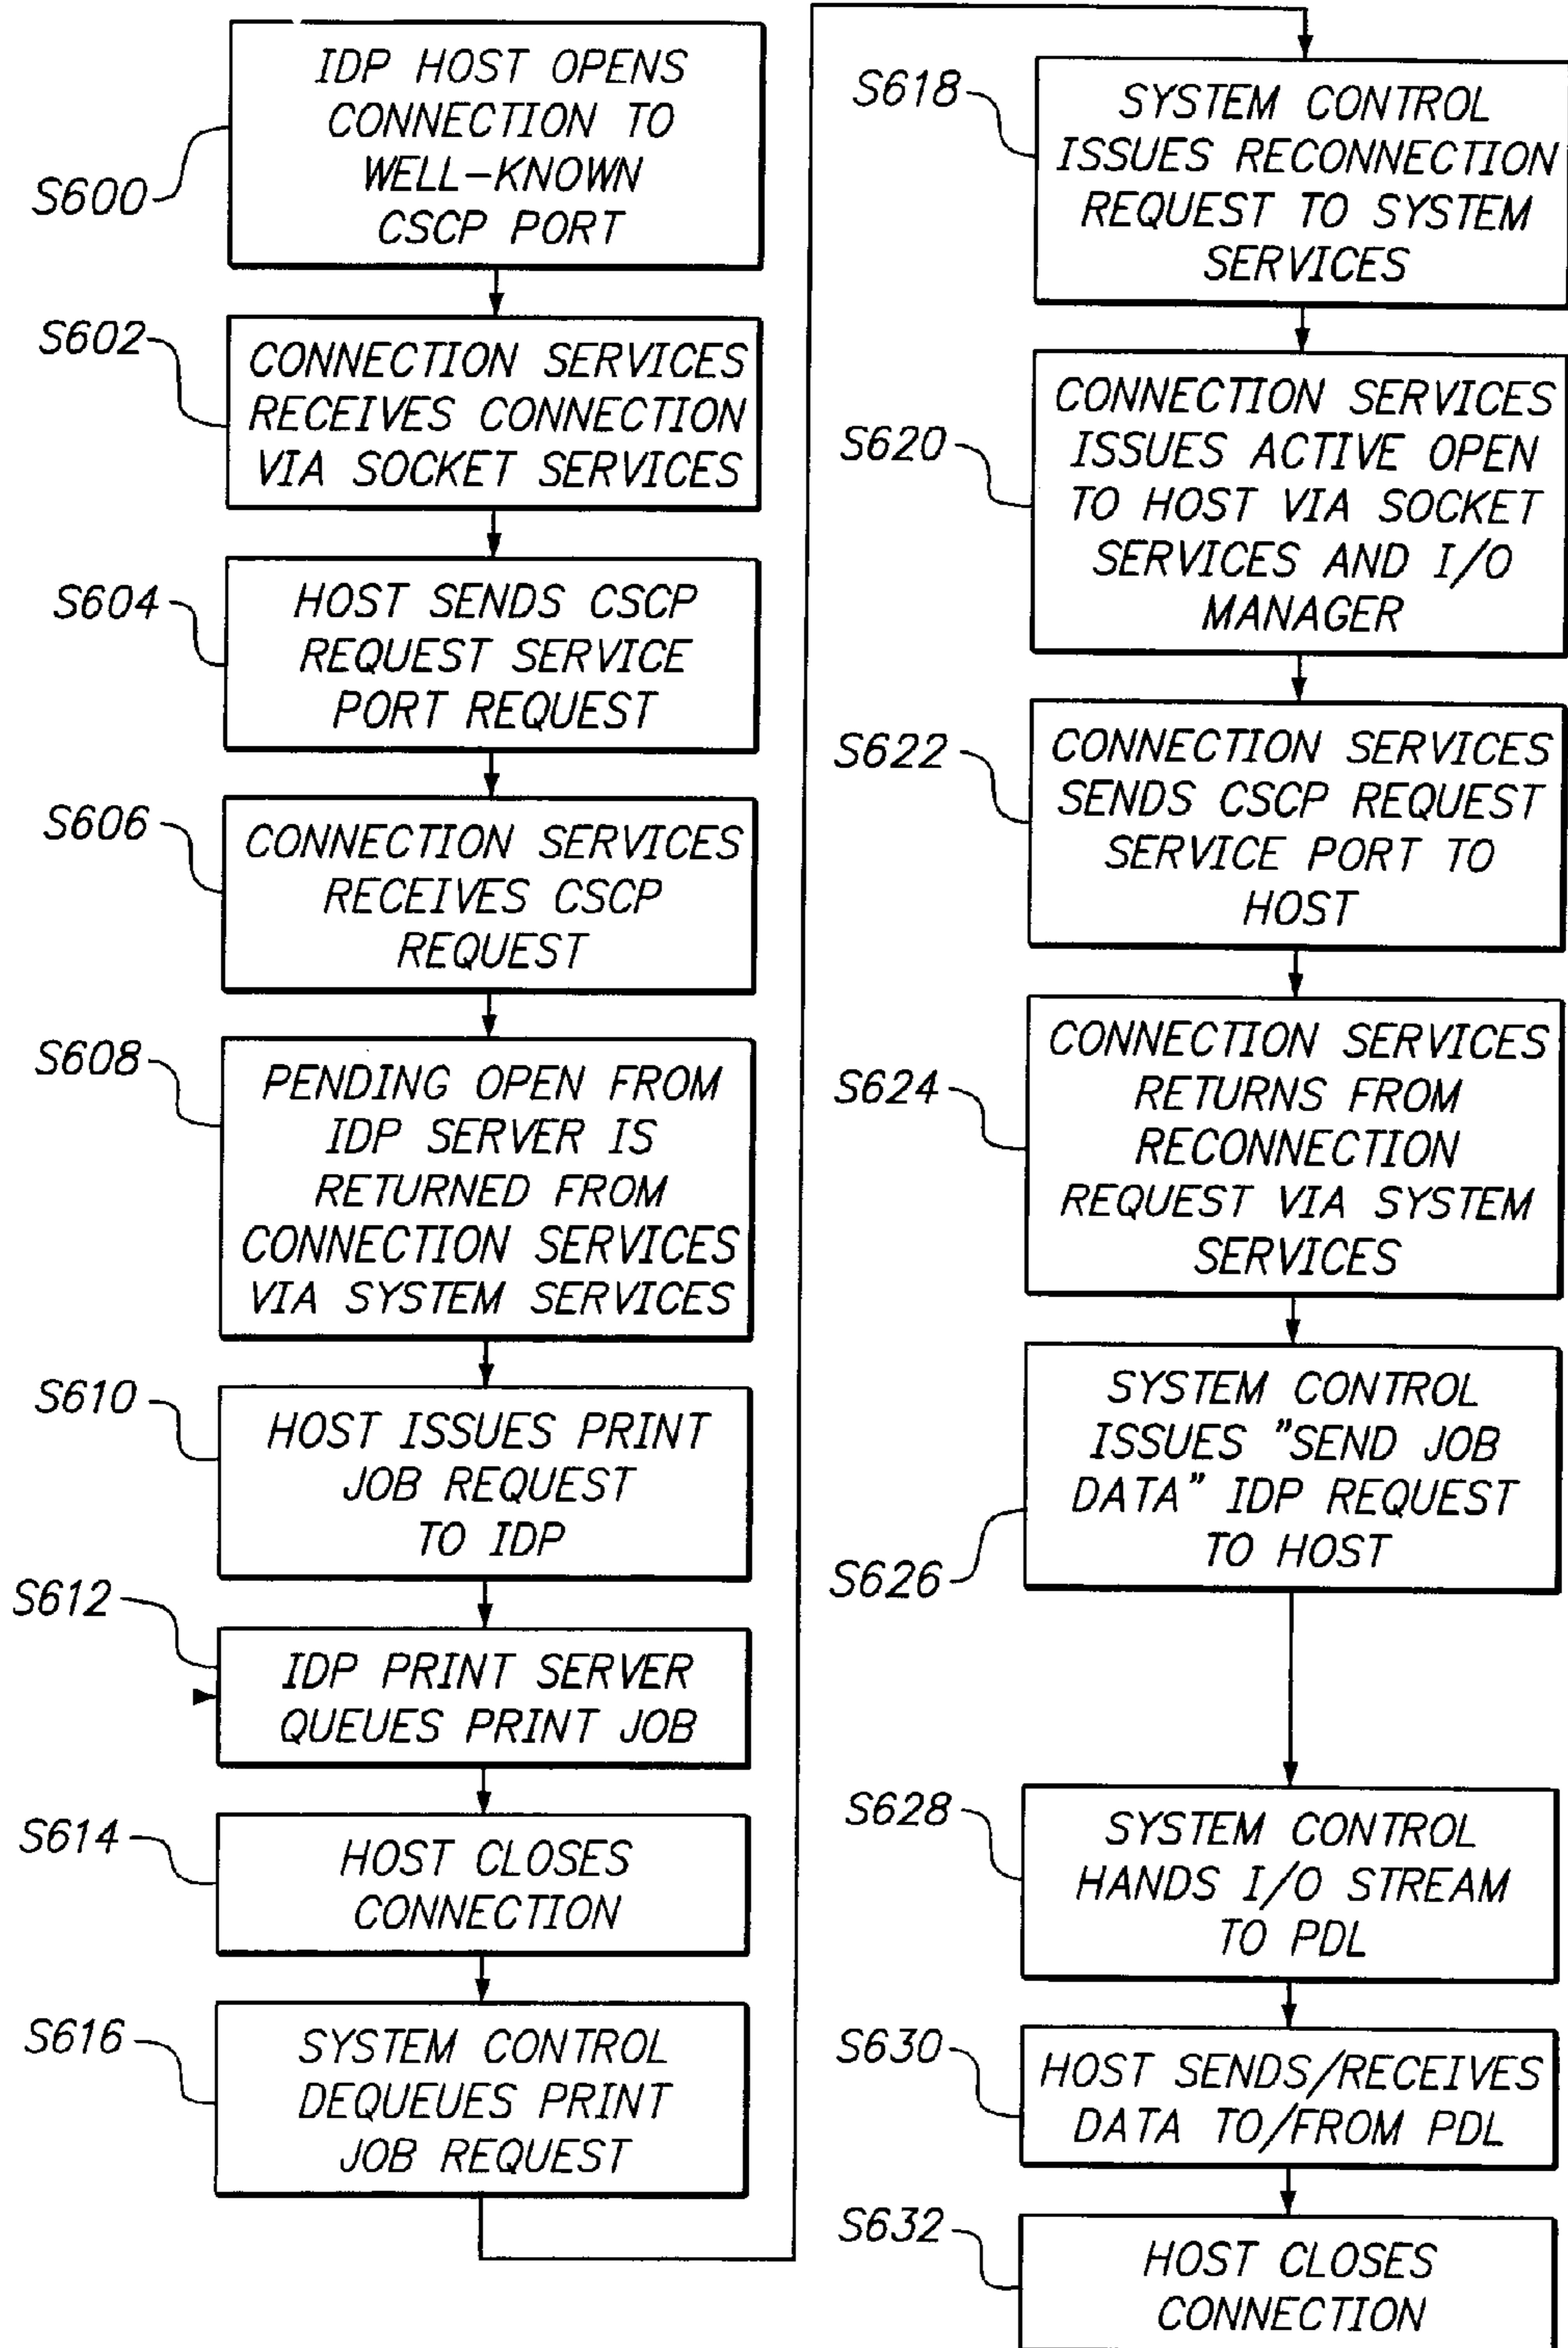 S600
IDP HOST OPENS
CONNECTION TO
WELL-KNOWN
CSCP PORT
S602
CONNECTION SERVICES
RECEIVES CONNECTION
VIA SOCKET SERVICES
S604
HOST SENDS CSCP
REQUEST SERVICE
PORT REQUEST
S606
CONNECTION SERVICES
RECEIVES CSCP
REQUEST
S608
PENDING OPEN FROM
IDP SERVER IS
RETURNED FROM
CONNECTION SERVICES
VIA SYSTEM SERVICES
S610
HOST ISSUES PRINT
JOB REQUEST
TO IDP
S612
IDP PRINT SERVER
QUEUES PRINT JOB
S614
HOST CLOSES
CONNECTION
S616
SYSTEM CONTROL
DEQUEUES PRINT
JOB REQUEST
S618
SYSTEM CONTROL
ISSUES RECONNECTION
REQUEST TO SYSTEM
SERVICES
S620
CONNECTION SERVICES
ISSUES ACTIVE OPEN
TO HOST VIA SOCKET
SERVICES AND I/O
MANAGER
S622
CONNECTION SERVICES
SENDS CSCP REQUEST
SERVICE PORT TO
HOST
S624
CONNECTION SERVICES
RETURNS FROM
RECONNECTION
REQUEST VIA SYSTEM
SERVICES
S626
SYSTEM CONTROL
ISSUES "SEND JOB
DATA" IDP REQUEST
TO HOST
S628
SYSTEM CONTROL
HANDS I/O STREAM
TO PDL
S630
HOST SENDS/RECEIVES
DATA TO/FROM PDL
S632
HOST CLOSES
CONNECTION